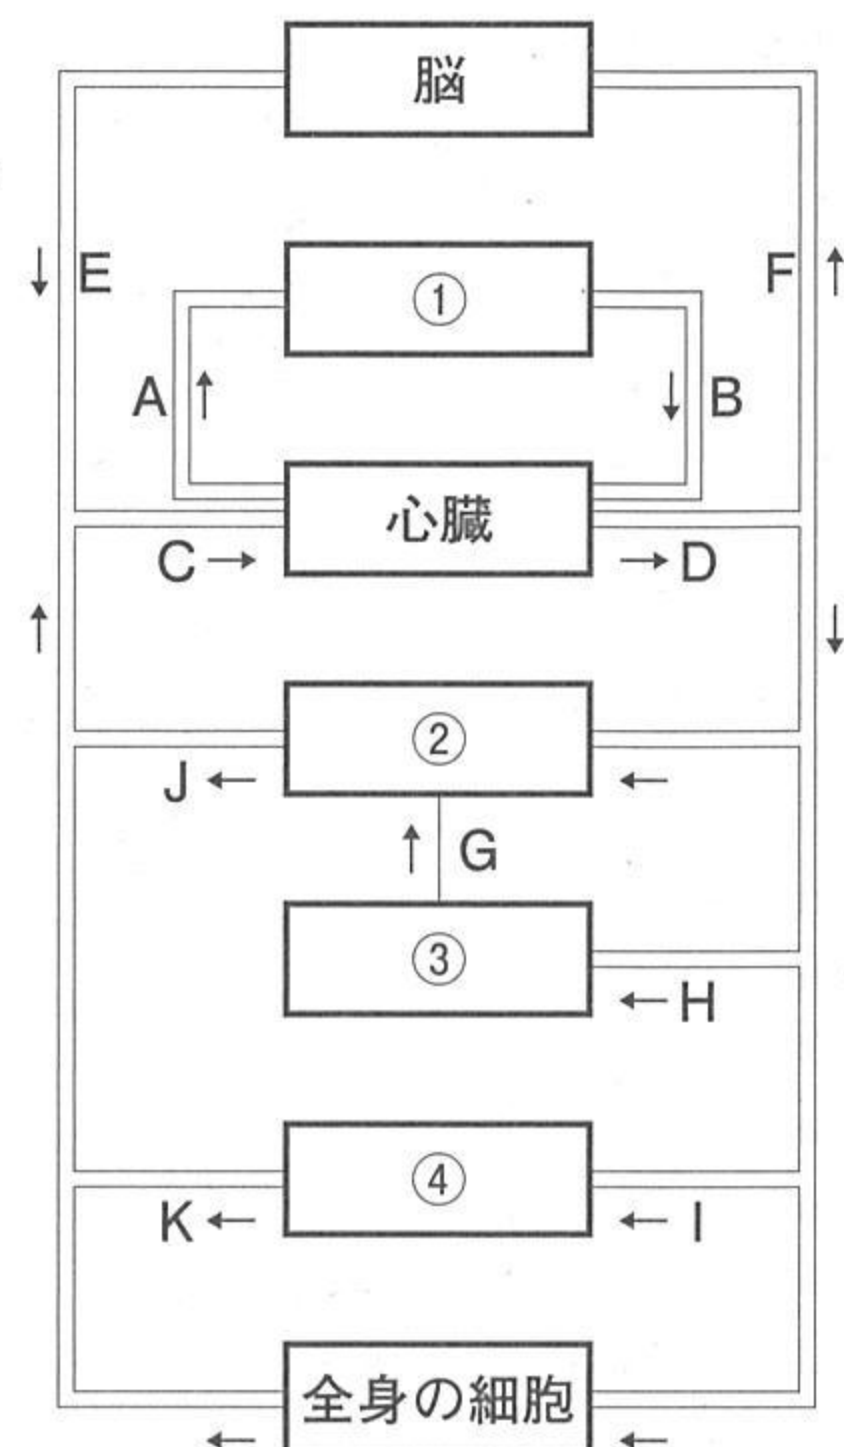 脳
↓ E F ↑
①
A ↑ ↓ B
心臓
C → → D
↑ ↓
②
J ← ←
↑ G
③
← H
④
K ← ← I
全身の細胞
← ←